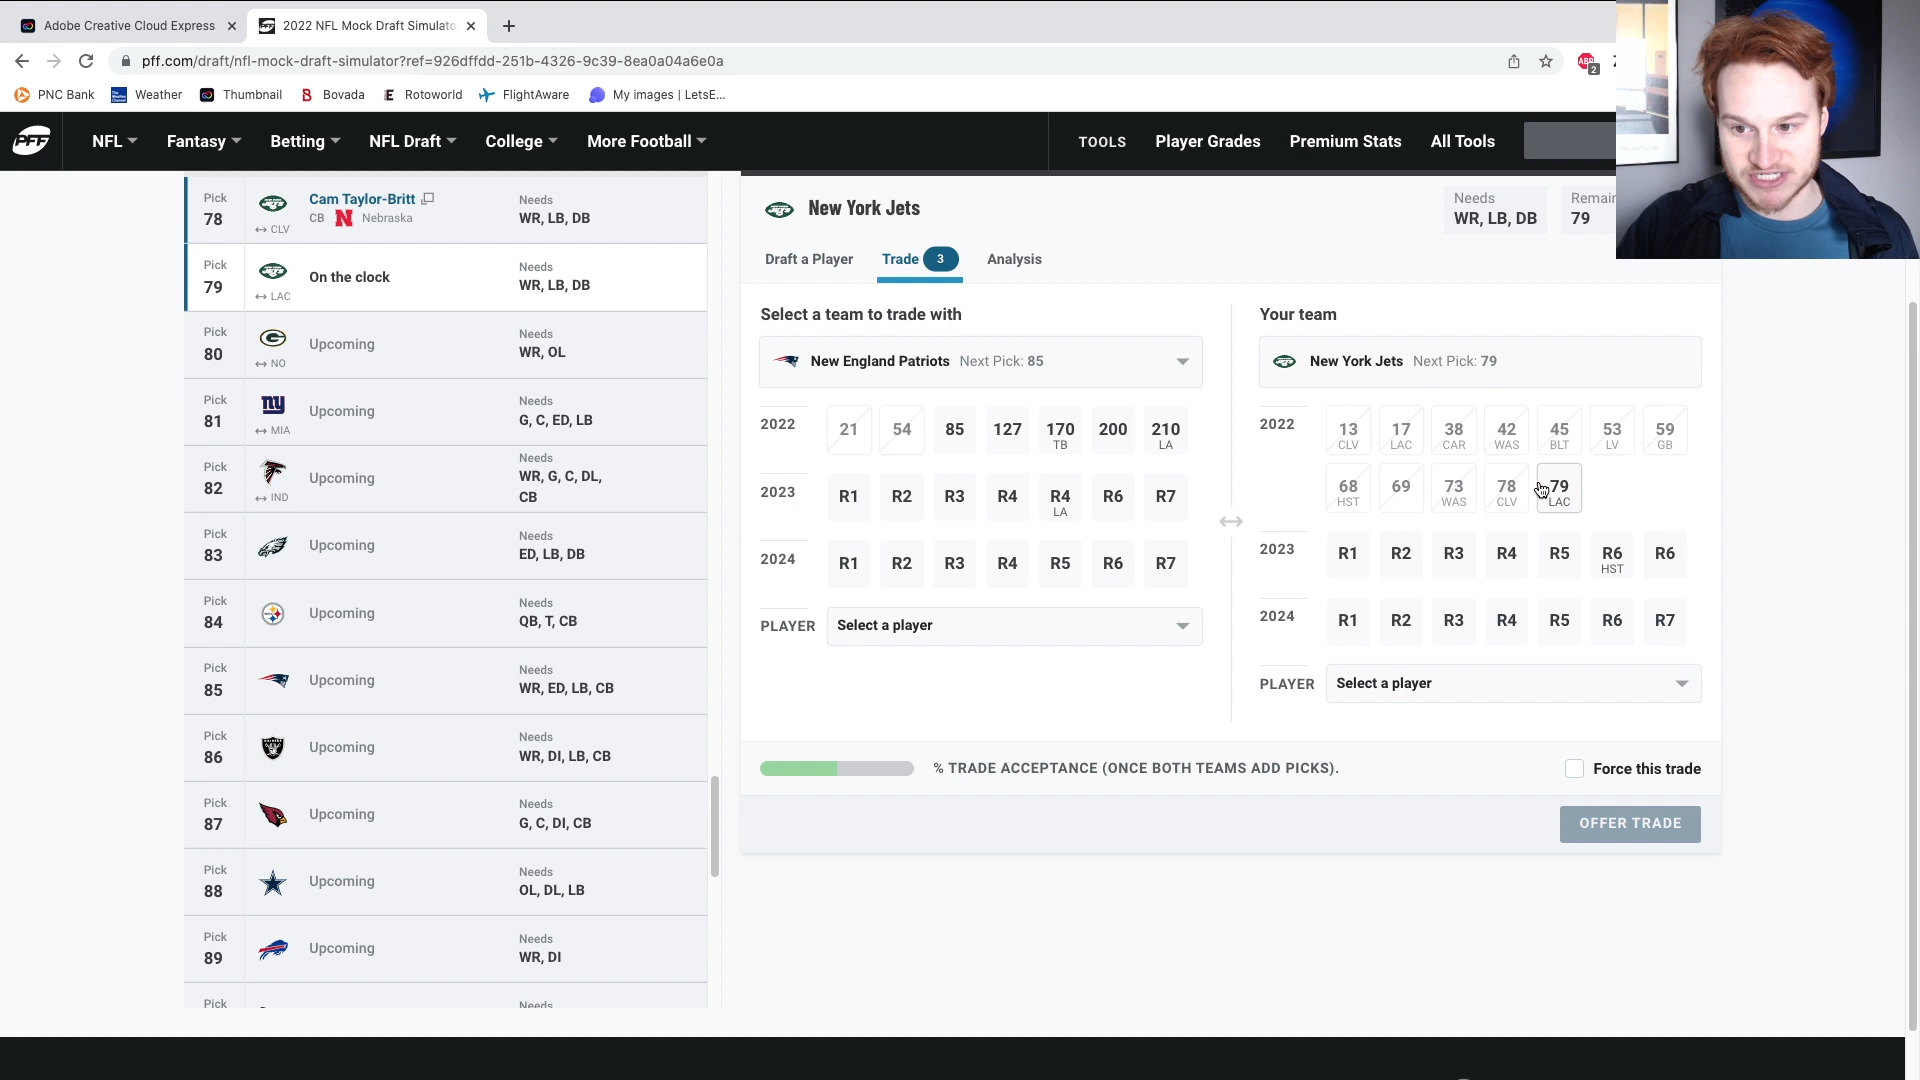 Adobe Creative Cloud Express
2022 NFL Mock Draft Simulato
pff.com/draft/nfl-mock-draft-simulator?ref=926dffdd-251b-4326-9c39-8ea0a04a6e0a
ABP
2
PNC Bank
Weather
Thumbnail
B Bovada
E Rotoworld
FlightAware
My images | LetsE...
PFF
NFL
Fantasy
Betting
NFL Draft
College
More Football
TOOLS
Player Grades
Premium Stats
All Tools
Pick
78
↔ CLV
Cam Taylor-Britt
CB N Nebraska
Needs
WR, LB, DB
Pick
79
↔ LAC
On the clock
Needs
WR, LB, DB
Pick
80
↔ NO
Upcoming
Needs
WR, OL
Pick
81
↔ MIA
Upcoming
Needs
G, C, ED, LB
Pick
82
↔ IND
Upcoming
Needs
WR, G, C, DL,
CB
Pick
83
Upcoming
Needs
ED, LB, DB
Pick
84
Upcoming
Needs
QB, T, CB
Pick
85
Upcoming
Needs
WR, ED, LB, CB
Pick
86
Upcoming
Needs
WR, DI, LB, CB
Pick
87
Upcoming
Needs
G, C, DI, CB
Pick
88
Upcoming
Needs
OL, DL, LB
Pick
89
Upcoming
Needs
WR, DI
Pick
Needs
New York Jets
Needs
WR, LB, DB
Remain
79
Draft a Player
Trade 3
Analysis
Select a team to trade with
New England Patriots Next Pick: 85
2022 21 54 85 127 170 200 210
TB LA
2023 R1 R2 R3 R4 R4 R6 R7
LA
2024 R1 R2 R3 R4 R5 R6 R7
PLAYER Select a player
Your team
New York Jets Next Pick: 79
2022 13 17 38 42 45 53 59
CLV LAC CAR WAS BLT LV GB
68 69 73 78 79
HST WAS CLV LAC
2023 R1 R2 R3 R4 R5 R6 R6
HST
2024 R1 R2 R3 R4 R5 R6 R7
PLAYER Select a player
% TRADE ACCEPTANCE (ONCE BOTH TEAMS ADD PICKS).
Force this trade
OFFER TRADE